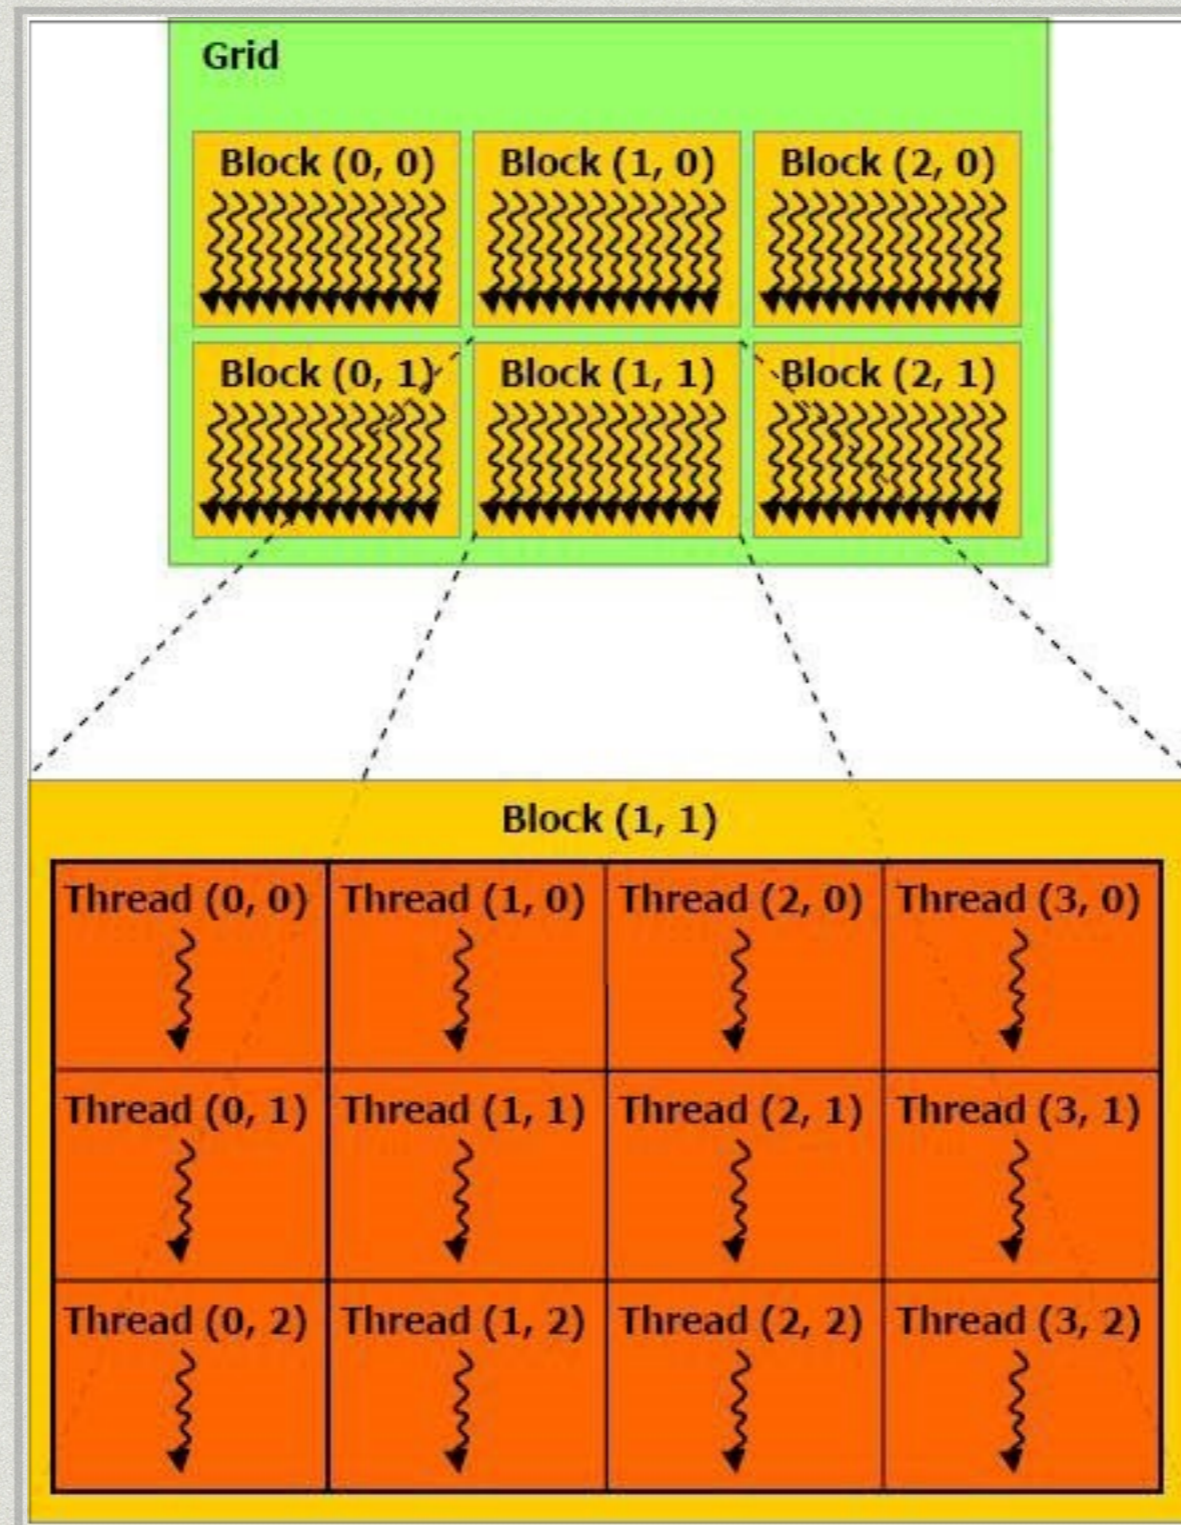 Grid
Block (0, 0) Block (1, 0) Block (2, 0)
Block (0, 1) Block (1, 1) Block (2, 1)
Block (1, 1)
Thread (0, 0) Thread (1, 0) Thread (2, 0) Thread (3, 0)
Thread (0, 1) Thread (1, 1) Thread (2, 1) Thread (3, 1)
Thread (0, 2) Thread (1, 2) Thread (2, 2) Thread (3, 2)